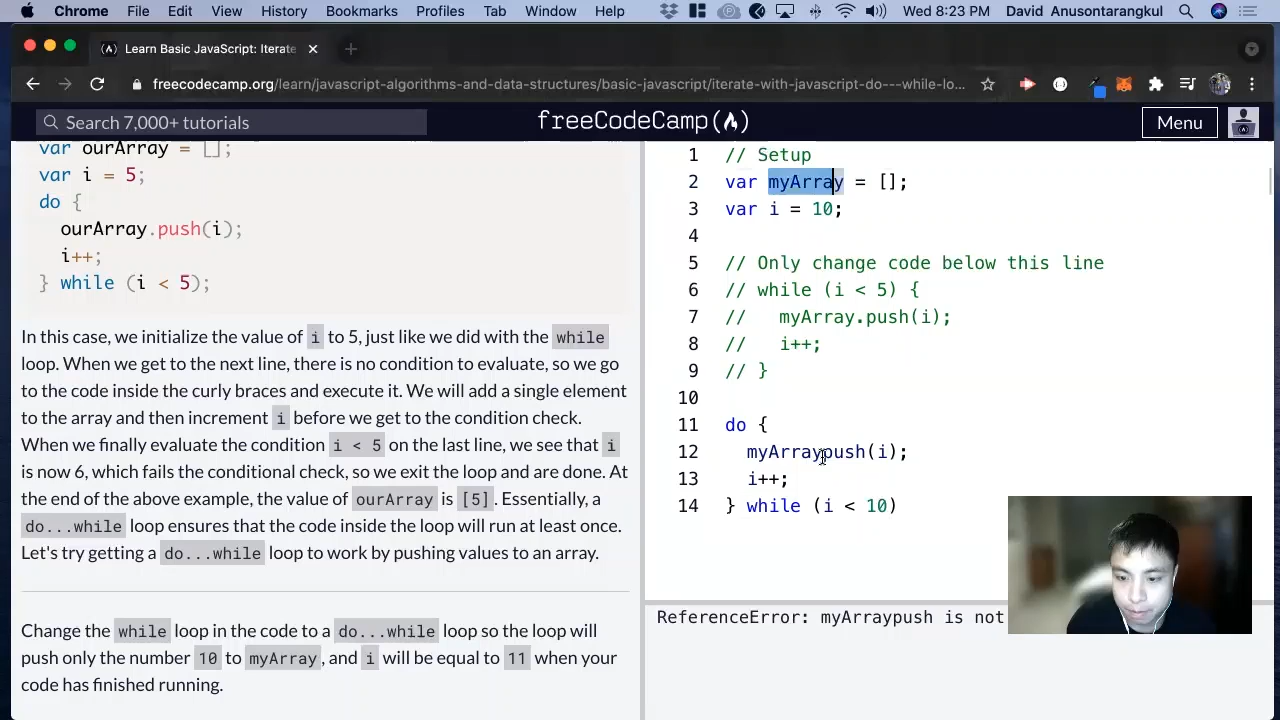 Chrome File Edit View History Bookmarks Profiles Tab Window Help Wed 8:23 PM David Anusontarangkul
Learn Basic JavaScript: Iterate
freecodecamp.org/learn/javascript-algorithms-and-data-structures/basic-javascript/iterate-with-javascript-do---while-lo...
Search 7,000+ tutorials
freeCodeCamp
Menu
var ourArray = [];
var i = 5;
do {
ourArray.push(i);
i++;
} while (i < 5);
In this case, we initialize the value of i to 5, just like we did with the while
loop. When we get to the next line, there is no condition to evaluate, so we go
to the code inside the curly braces and execute it. We will add a single element
to the array and then increment i before we get to the condition check.
When we finally evaluate the condition i < 5 on the last line, we see that i
is now 6, which fails the conditional check, so we exit the loop and are done. At
the end of the above example, the value of ourArray is [5]. Essentially, a
do...while loop ensures that the code inside the loop will run at least once.
Let's try getting a do...while loop to work by pushing values to an array.
Change the while loop in the code to a do...while loop so the loop will
push only the number 10 to myArray, and i will be equal to 11 when your
code has finished running.
1 // Setup
2 var myArray = [];
3 var i = 10;
4
5 // Only change code below this line
6 // while (i < 5) {
7 // myArray.push(i);
8 // i++;
9 // }
10
11 do {
12 myArraypush(i);
13 i++;
14 } while (i < 10)
ReferenceError: myArraypush is not